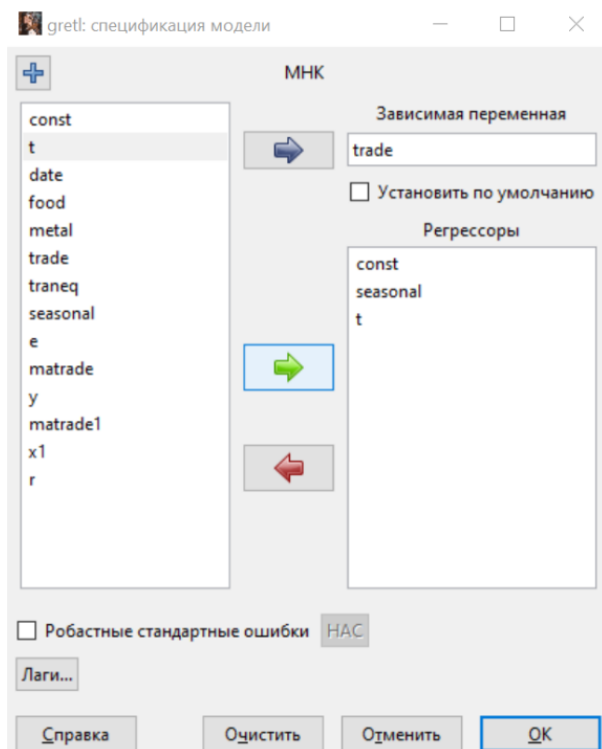 gretl: спецификация модели
МНК
const
t
date
food
metal
trade
traneq
seasonal
e
matrade
y
matrade1
x1
r
Зависимая переменная
trade
Установить по умолчанию
Регрессоры
const
seasonal
t
Робастные стандартные ошибки
HAC
Лаги...
Справка
Очистить
Отменить
OK